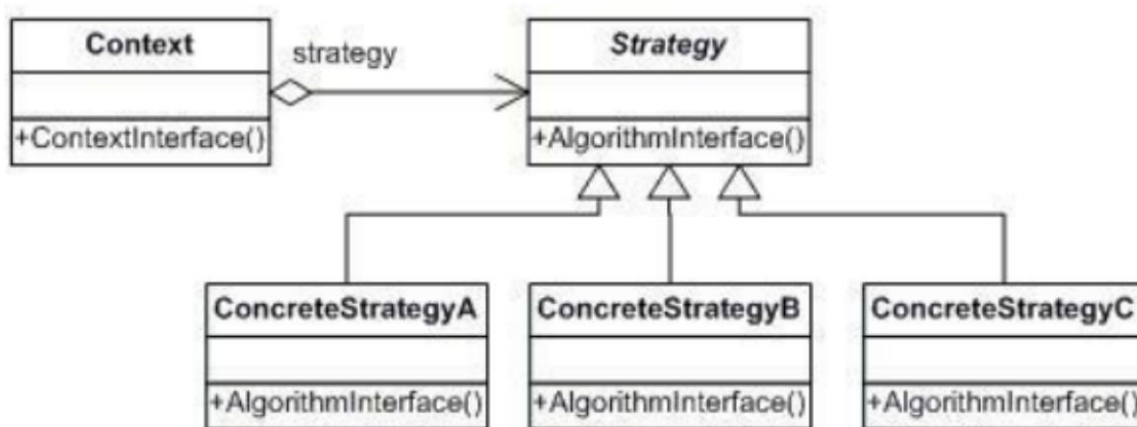 Context
strategy
Strategy
+ContextInterface()
+AlgorithmInterface()
ConcreteStrategyA
ConcreteStrategyB
ConcreteStrategyC
+AlgorithmInterface()
+AlgorithmInterface()
+AlgorithmInterface()